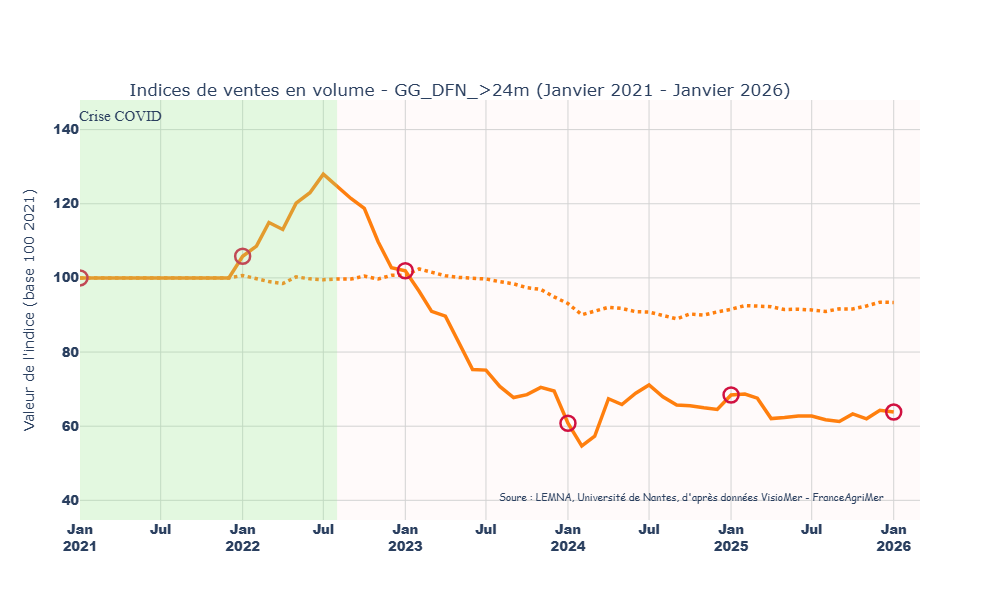 Indices de ventes en volume - GG_DFN_>24m (Janvier 2021 - Janvier 2026)
Crise COVID
Valeur de l'indice (base 100 2021)
140
120
100
80
60
40
Soure : LEMNA, Université de Nantes, d'après données VisioMer - FranceAgriMer
Jan Jul Jan Jul Jan Jul Jan Jul Jan Jul Jan
2021 2022 2023 2024 2025 2026